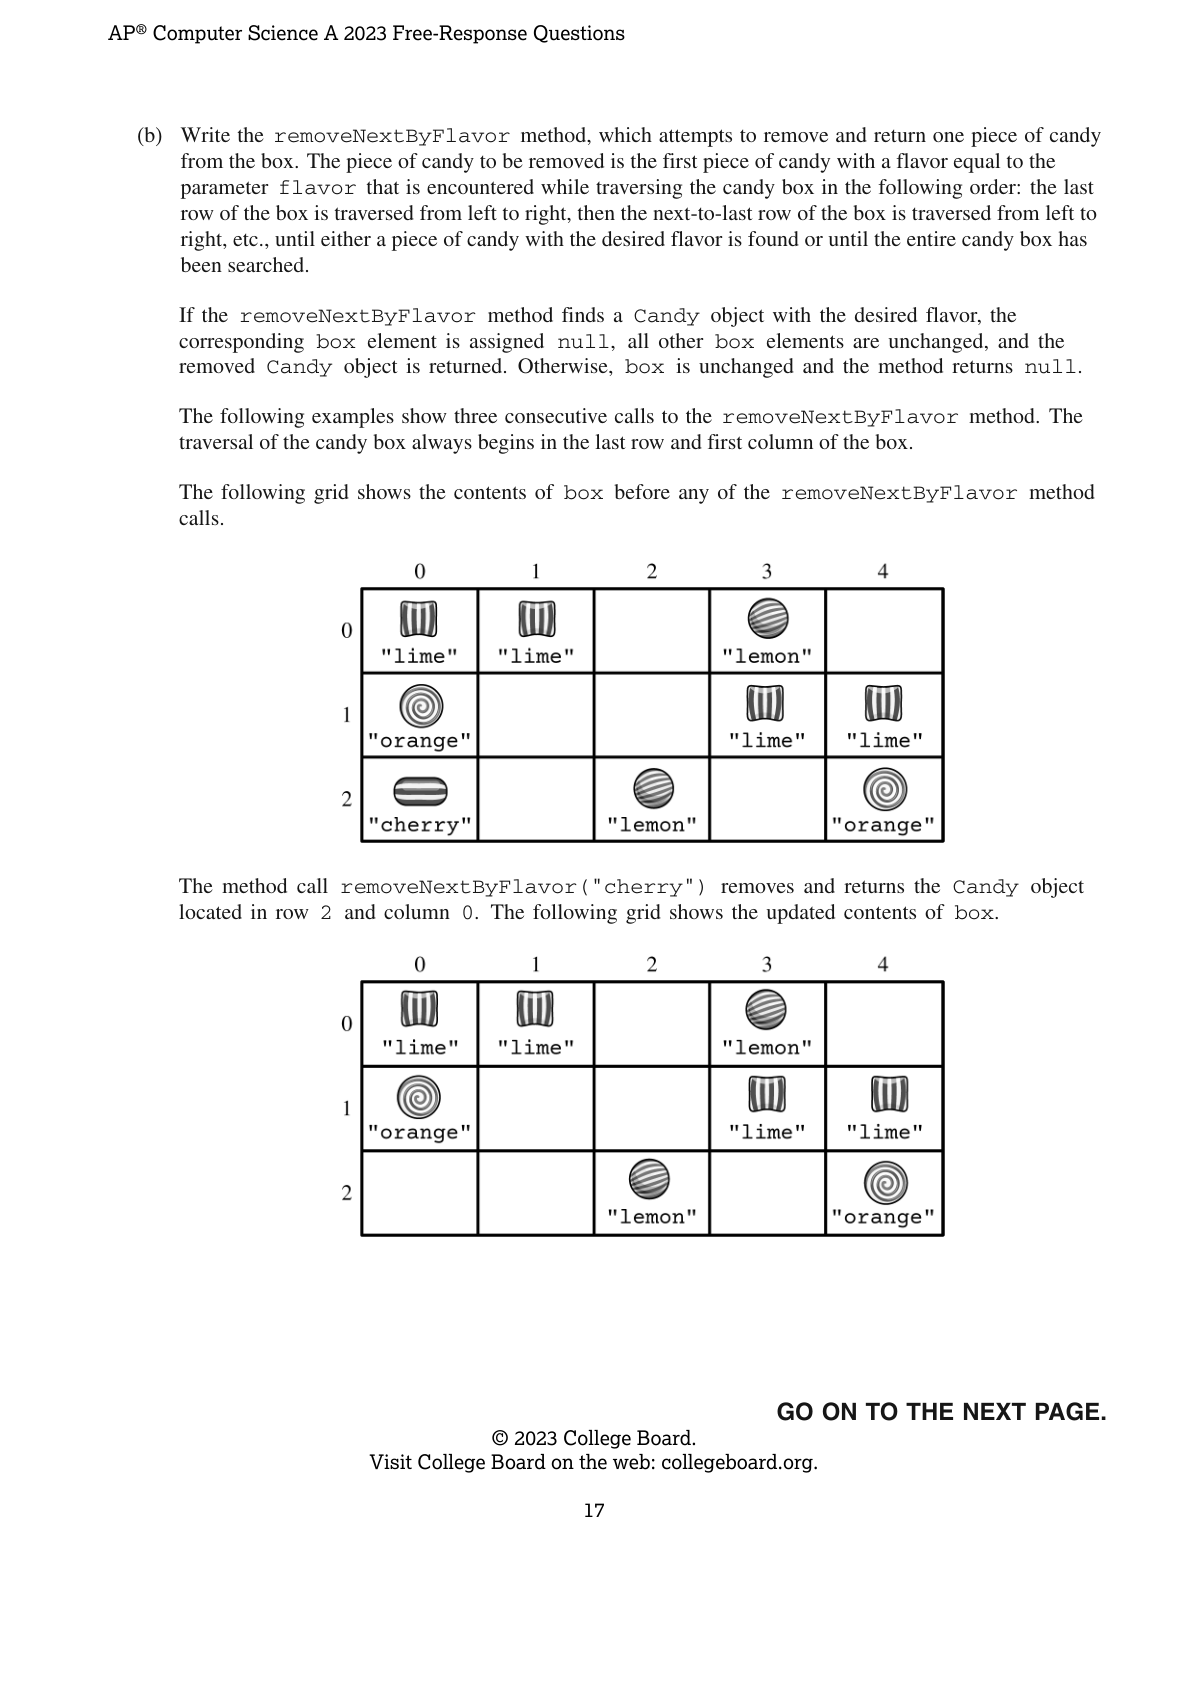 AP® Computer Science A 2023 Free-Response Questions
(b) Write the removeNextByFlavor method, which attempts to remove and return one piece of candy
from the box. The piece of candy to be removed is the first piece of candy with a flavor equal to the
parameter flavor that is encountered while traversing the candy box in the following order: the last
row of the box is traversed from left to right, then the next-to-last row of the box is traversed from left to
right, etc., until either a piece of candy with the desired flavor is found or until the entire candy box has
been searched.
If the removeNextByFlavor method finds a Candy object with the desired flavor, the
corresponding box element is assigned null, all other box elements are unchanged, and the
removed Candy object is returned. Otherwise, box is unchanged and the method returns null.
The following examples show three consecutive calls to the removeNextByFlavor method. The
traversal of the candy box always begins in the last row and first column of the box.
The following grid shows the contents of box before any of the removeNextByFlavor method
calls.
0 1 2 3 4
0 "lime" "lime" "lemon"
1 "orange" "lime" "lime"
2 "cherry" "lemon" "orange"
The method call removeNextByFlavor("cherry") removes and returns the Candy object
located in row 2 and column 0. The following grid shows the updated contents of box.
0 1 2 3 4
0 "lime" "lime" "lemon"
1 "orange" "lime" "lime"
2 "lemon" "orange"
GO ON TO THE NEXT PAGE.
© 2023 College Board.
Visit College Board on the web: collegeboard.org.
17